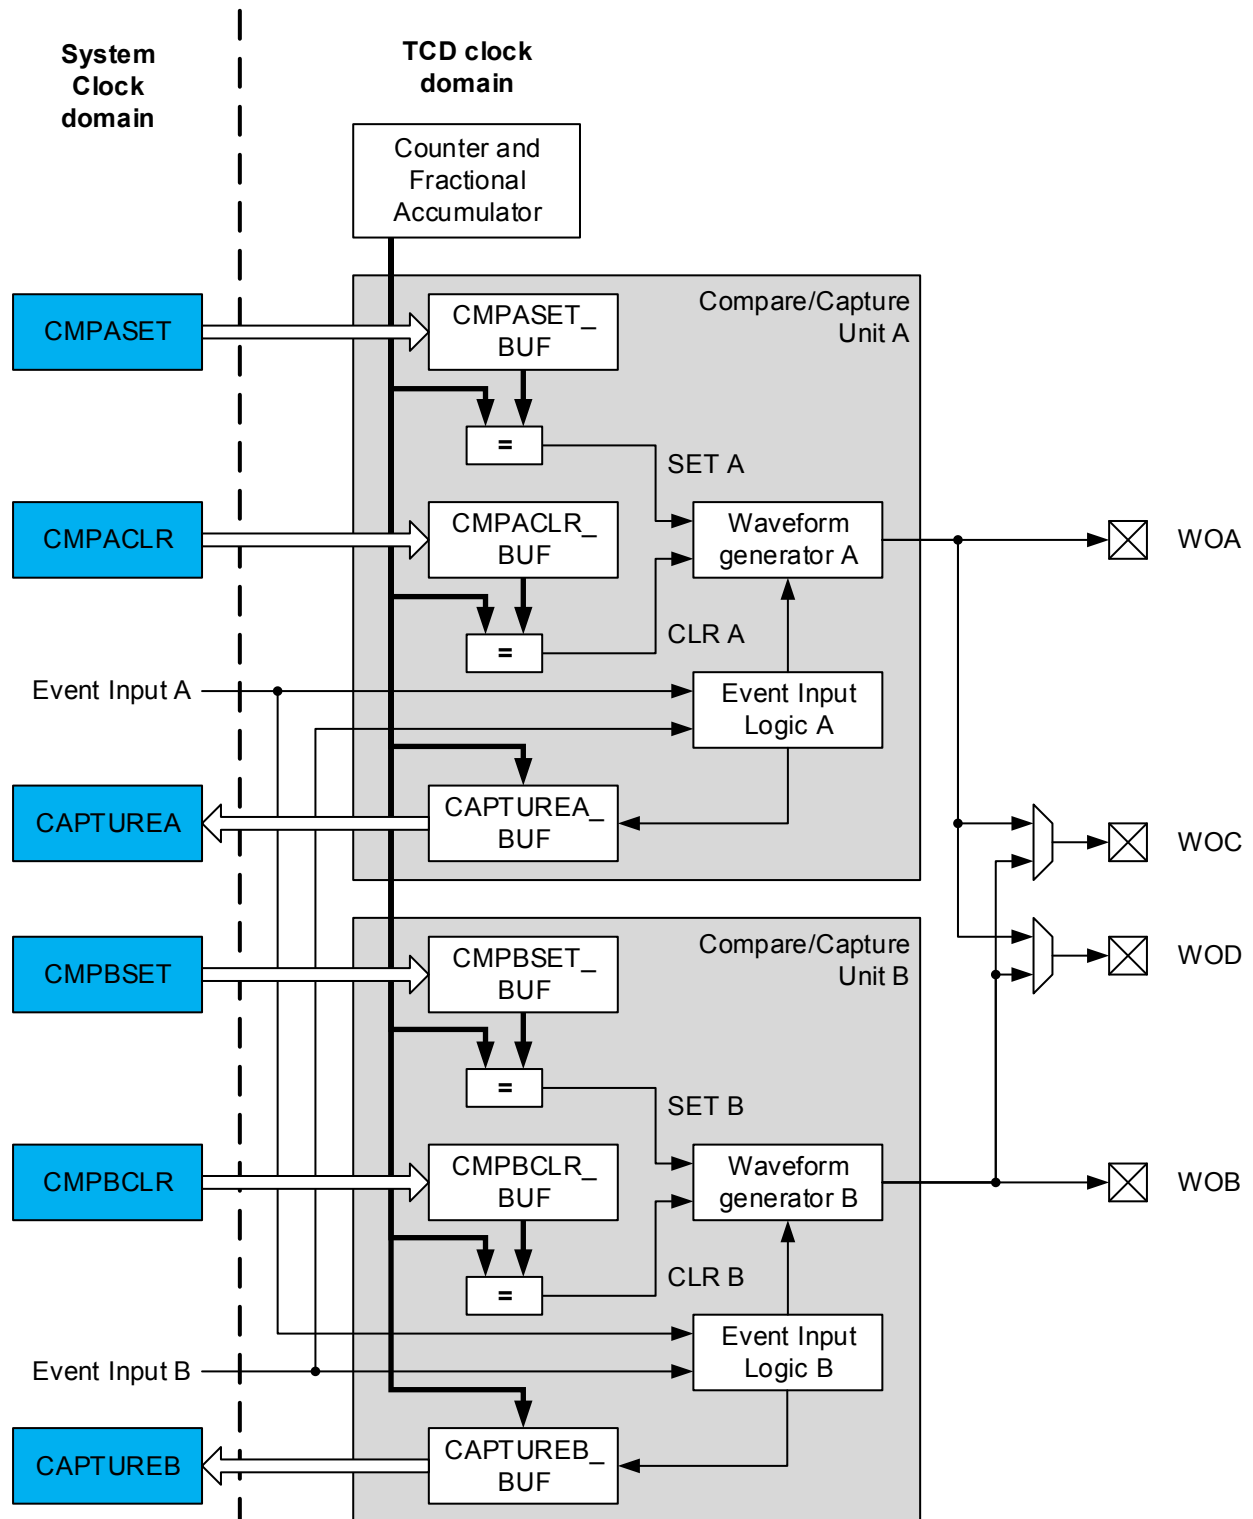 System
Clock
domain
TCD clock
domain
Counter and
Fractional
Accumulator
Compare/Capture
Unit A
CMPASET
CMPASET_
BUF
=
SET A
CMPACLR
CMPACLR_
BUF
Waveform
generator A
WOA
=
CLR A
Event Input A
Event Input
Logic A
CAPTUREA
CAPTUREA_
BUF
WOC
Compare/Capture
Unit B
CMPBSET
CMPBSET_
BUF
WOD
=
SET B
CMPBCLR
CMPBCLR_
BUF
Waveform
generator B
WOB
=
CLR B
Event Input B
Event Input
Logic B
CAPTUREB
CAPTUREB_
BUF